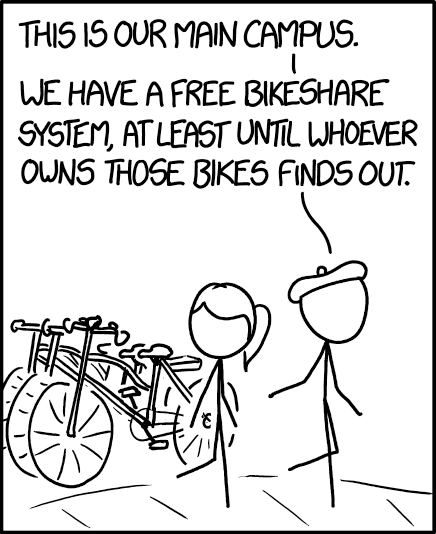 THIS IS OUR MAIN CAMPUS.
WE HAVE A FREE BIKESHARE
SYSTEM, AT LEAST UNTIL WHOEVER
OWNS THOSE BIKES FINDS OUT.